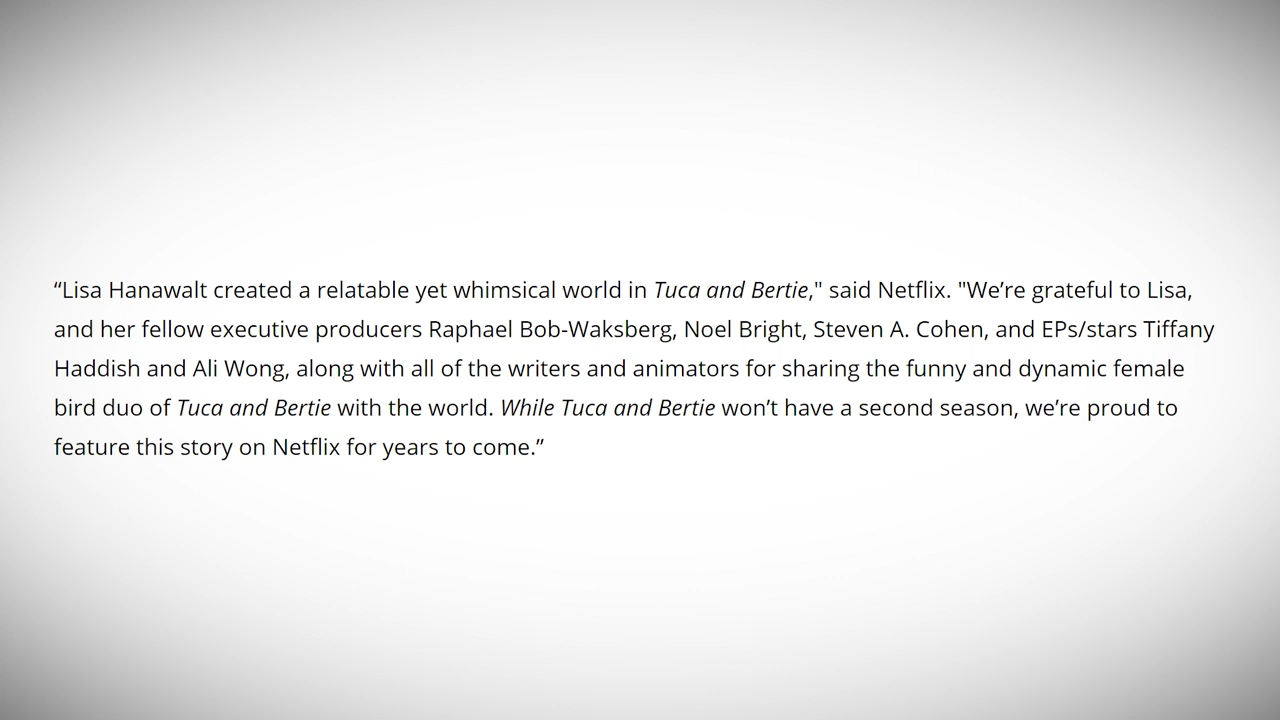 “Lisa Hanawalt created a relatable yet whimsical world in Tuca and Bertie," said Netflix. "We’re grateful to Lisa,
and her fellow executive producers Raphael Bob-Waksberg, Noel Bright, Steven A. Cohen, and EPs/stars Tiffany
Haddish and Ali Wong, along with all of the writers and animators for sharing the funny and dynamic female
bird duo of Tuca and Bertie with the world. While Tuca and Bertie won’t have a second season, we’re proud to
feature this story on Netflix for years to come.”